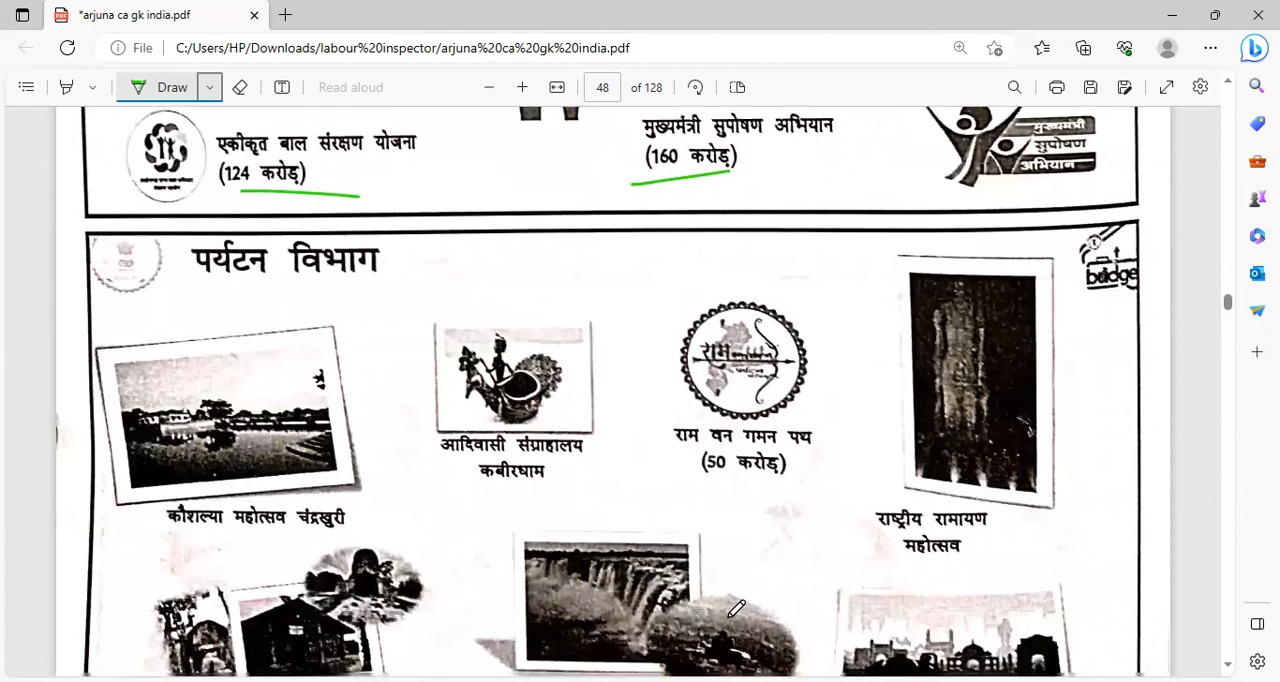 *arjuna ca gk india.pdf
File
C:/Users/HP/Downloads/labour%20inspector/arjuna%20ca%20gk%20india.pdf
Draw
Read aloud
48
of 128
एकीकृत बाल संरक्षण योजना
(124 करोड़)
मुख्यमंत्री सुपोषण अभियान
(160 करोड़)
मुख्यमंत्री
सुपोषण
अभियान
पर्यटन विभाग
bridge
राम
आदिवासी संग्राहालय
कबीरधाम
राम वन गमन पथ
(50 करोड़)
कौशल्या महोत्सव चंद्रखुरी
राष्ट्रीय रामायण
महोत्सव